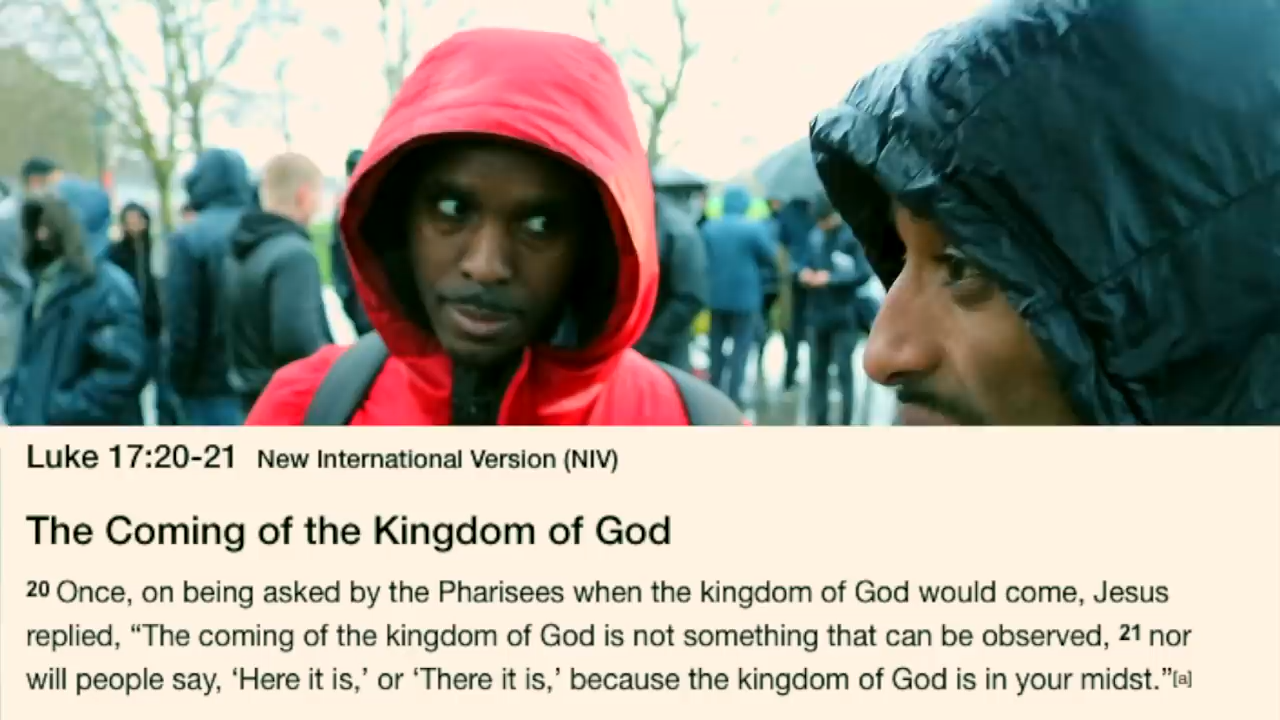 Luke 17:20-21 New International Version (NIV)
The Coming of the Kingdom of God
20 Once, on being asked by the Pharisees when the kingdom of God would come, Jesus
replied, “The coming of the kingdom of God is not something that can be observed, 21 nor
will people say, ‘Here it is,’ or ‘There it is,’ because the kingdom of God is in your midst.”[a]